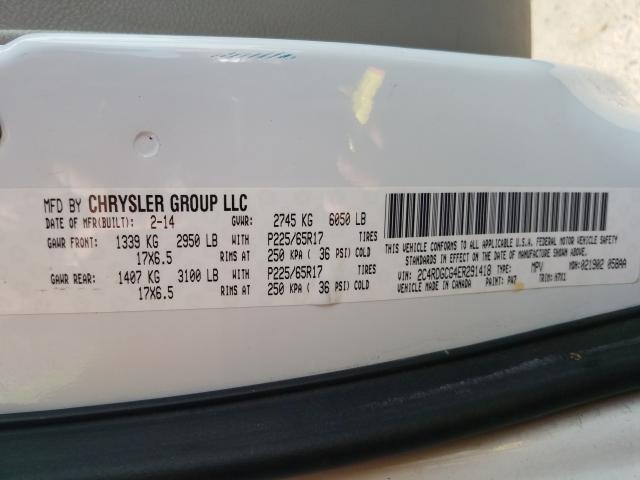 MFD BY CHRYSLER GROUP LLC
DATE OF MFR(BUILT): 2-14 GVWR: 2745 KG 6050 LB
GAWR FRONT: 1339 KG 2950 LB WITH P225/65R17 TIRES
17X6.5 RIMS AT 250 KPA ( 36 PSI) COLD
GAWR REAR: 1407 KG 3100 LB WITH P225/65R17 TIRES
17X6.5 RIMS AT 250 KPA ( 36 PSI) COLD
THIS VEHICLE CONFORMS TO ALL APPLICABLE U.S.A. FEDERAL MOTOR VEHICLE SAFETY
STANDARDS IN EFFECT ON THE DATE OF MANUFACTURE SHOWN ABOVE.
VIN: 2C4RDGCG4ER291418 TYPE: MPV MDH: 021902 058AA
VEHICLE MADE IN CANADA PAINT: PW7 TRIM: